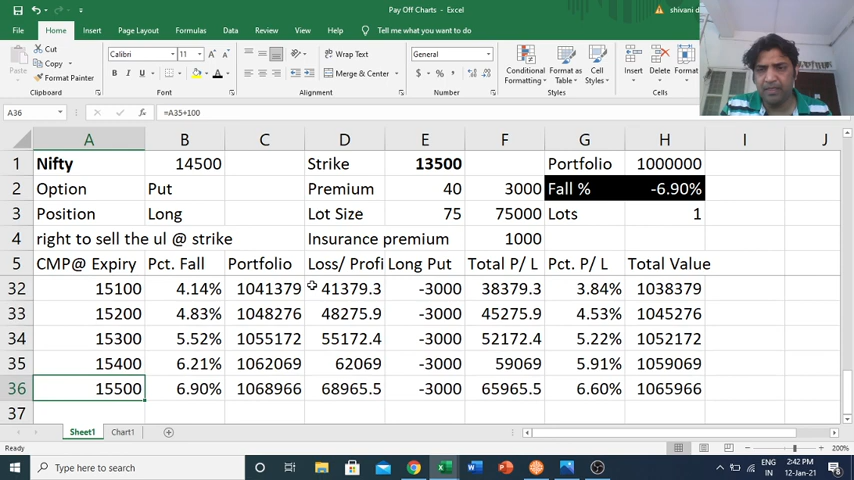 Pay Off Charts - Excel
shivani d
File Home Insert Page Layout Formulas Data Review View Help Tell me what you want to do
Cut
Copy
Format Painter
Paste
Clipboard
Calibri 11
B I U
Font
Wrap Text
Merge & Center
Alignment
General
$ % ,
Number
Conditional Formatting
Format as Table
Cell Styles
Styles
Insert Delete Format
Cells
A36 =A35+100
A B C D E F G H I J
1 Nifty 14500 Strike 13500 Portfolio 1000000
2 Option Put Premium 40 3000 Fall % -6.90%
3 Position Long Lot Size 75 75000 Lots 1
4 right to sell the ul @ strike Insurance premium 1000
5 CMP@ Expiry Pct. Fall Portfolio Loss/ Profi Long Put Total P/ L Pct. P/ L Total Value
32 15100 4.14% 1041379 41379.3 -3000 38379.3 3.84% 1038379
33 15200 4.83% 1048276 48275.9 -3000 45275.9 4.53% 1045276
34 15300 5.52% 1055172 55172.4 -3000 52172.4 5.22% 1052172
35 15400 6.21% 1062069 62069 -3000 59069 5.91% 1059069
36 15500 6.90% 1068966 68965.5 -3000 65965.5 6.60% 1065966
37
Sheet1 Chart1
Ready 200%
Type here to search
ENG
IN
2:42 PM
12-Jan-21